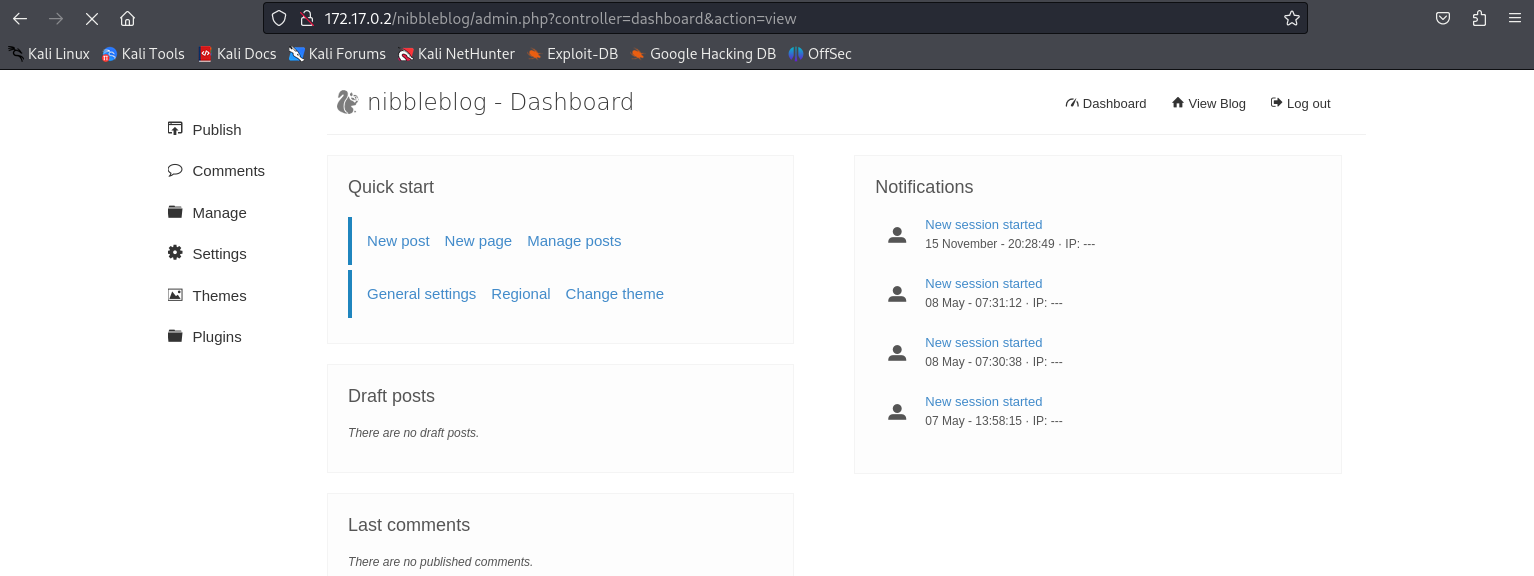 172.17.0.2/nibbleblog/admin.php?controller=dashboard&action=view
Kali Linux Kali Tools Kali Docs Kali Forums Kali NetHunter Exploit-DB Google Hacking DB OffSec
nibbleblog - Dashboard
Dashboard View Blog Log out
Publish
Comments
Manage
Settings
Themes
Plugins
Quick start
New post New page Manage posts
General settings Regional Change theme
Draft posts
There are no draft posts.
Last comments
There are no published comments.
Notifications
New session started
15 November - 20:28:49 · IP: ---
New session started
08 May - 07:31:12 · IP: ---
New session started
08 May - 07:30:38 · IP: ---
New session started
07 May - 13:58:15 · IP: ---